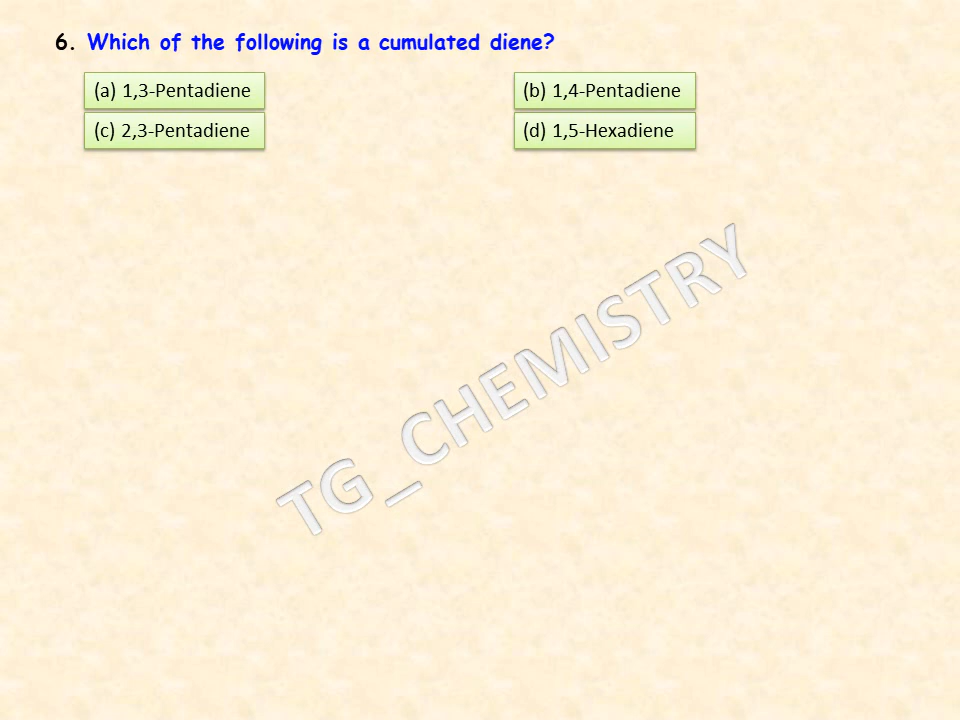 6. Which of the following is a cumulated diene?
(a) 1,3-Pentadiene
(b) 1,4-Pentadiene
(c) 2,3-Pentadiene
(d) 1,5-Hexadiene
TG_CHEMISTRY